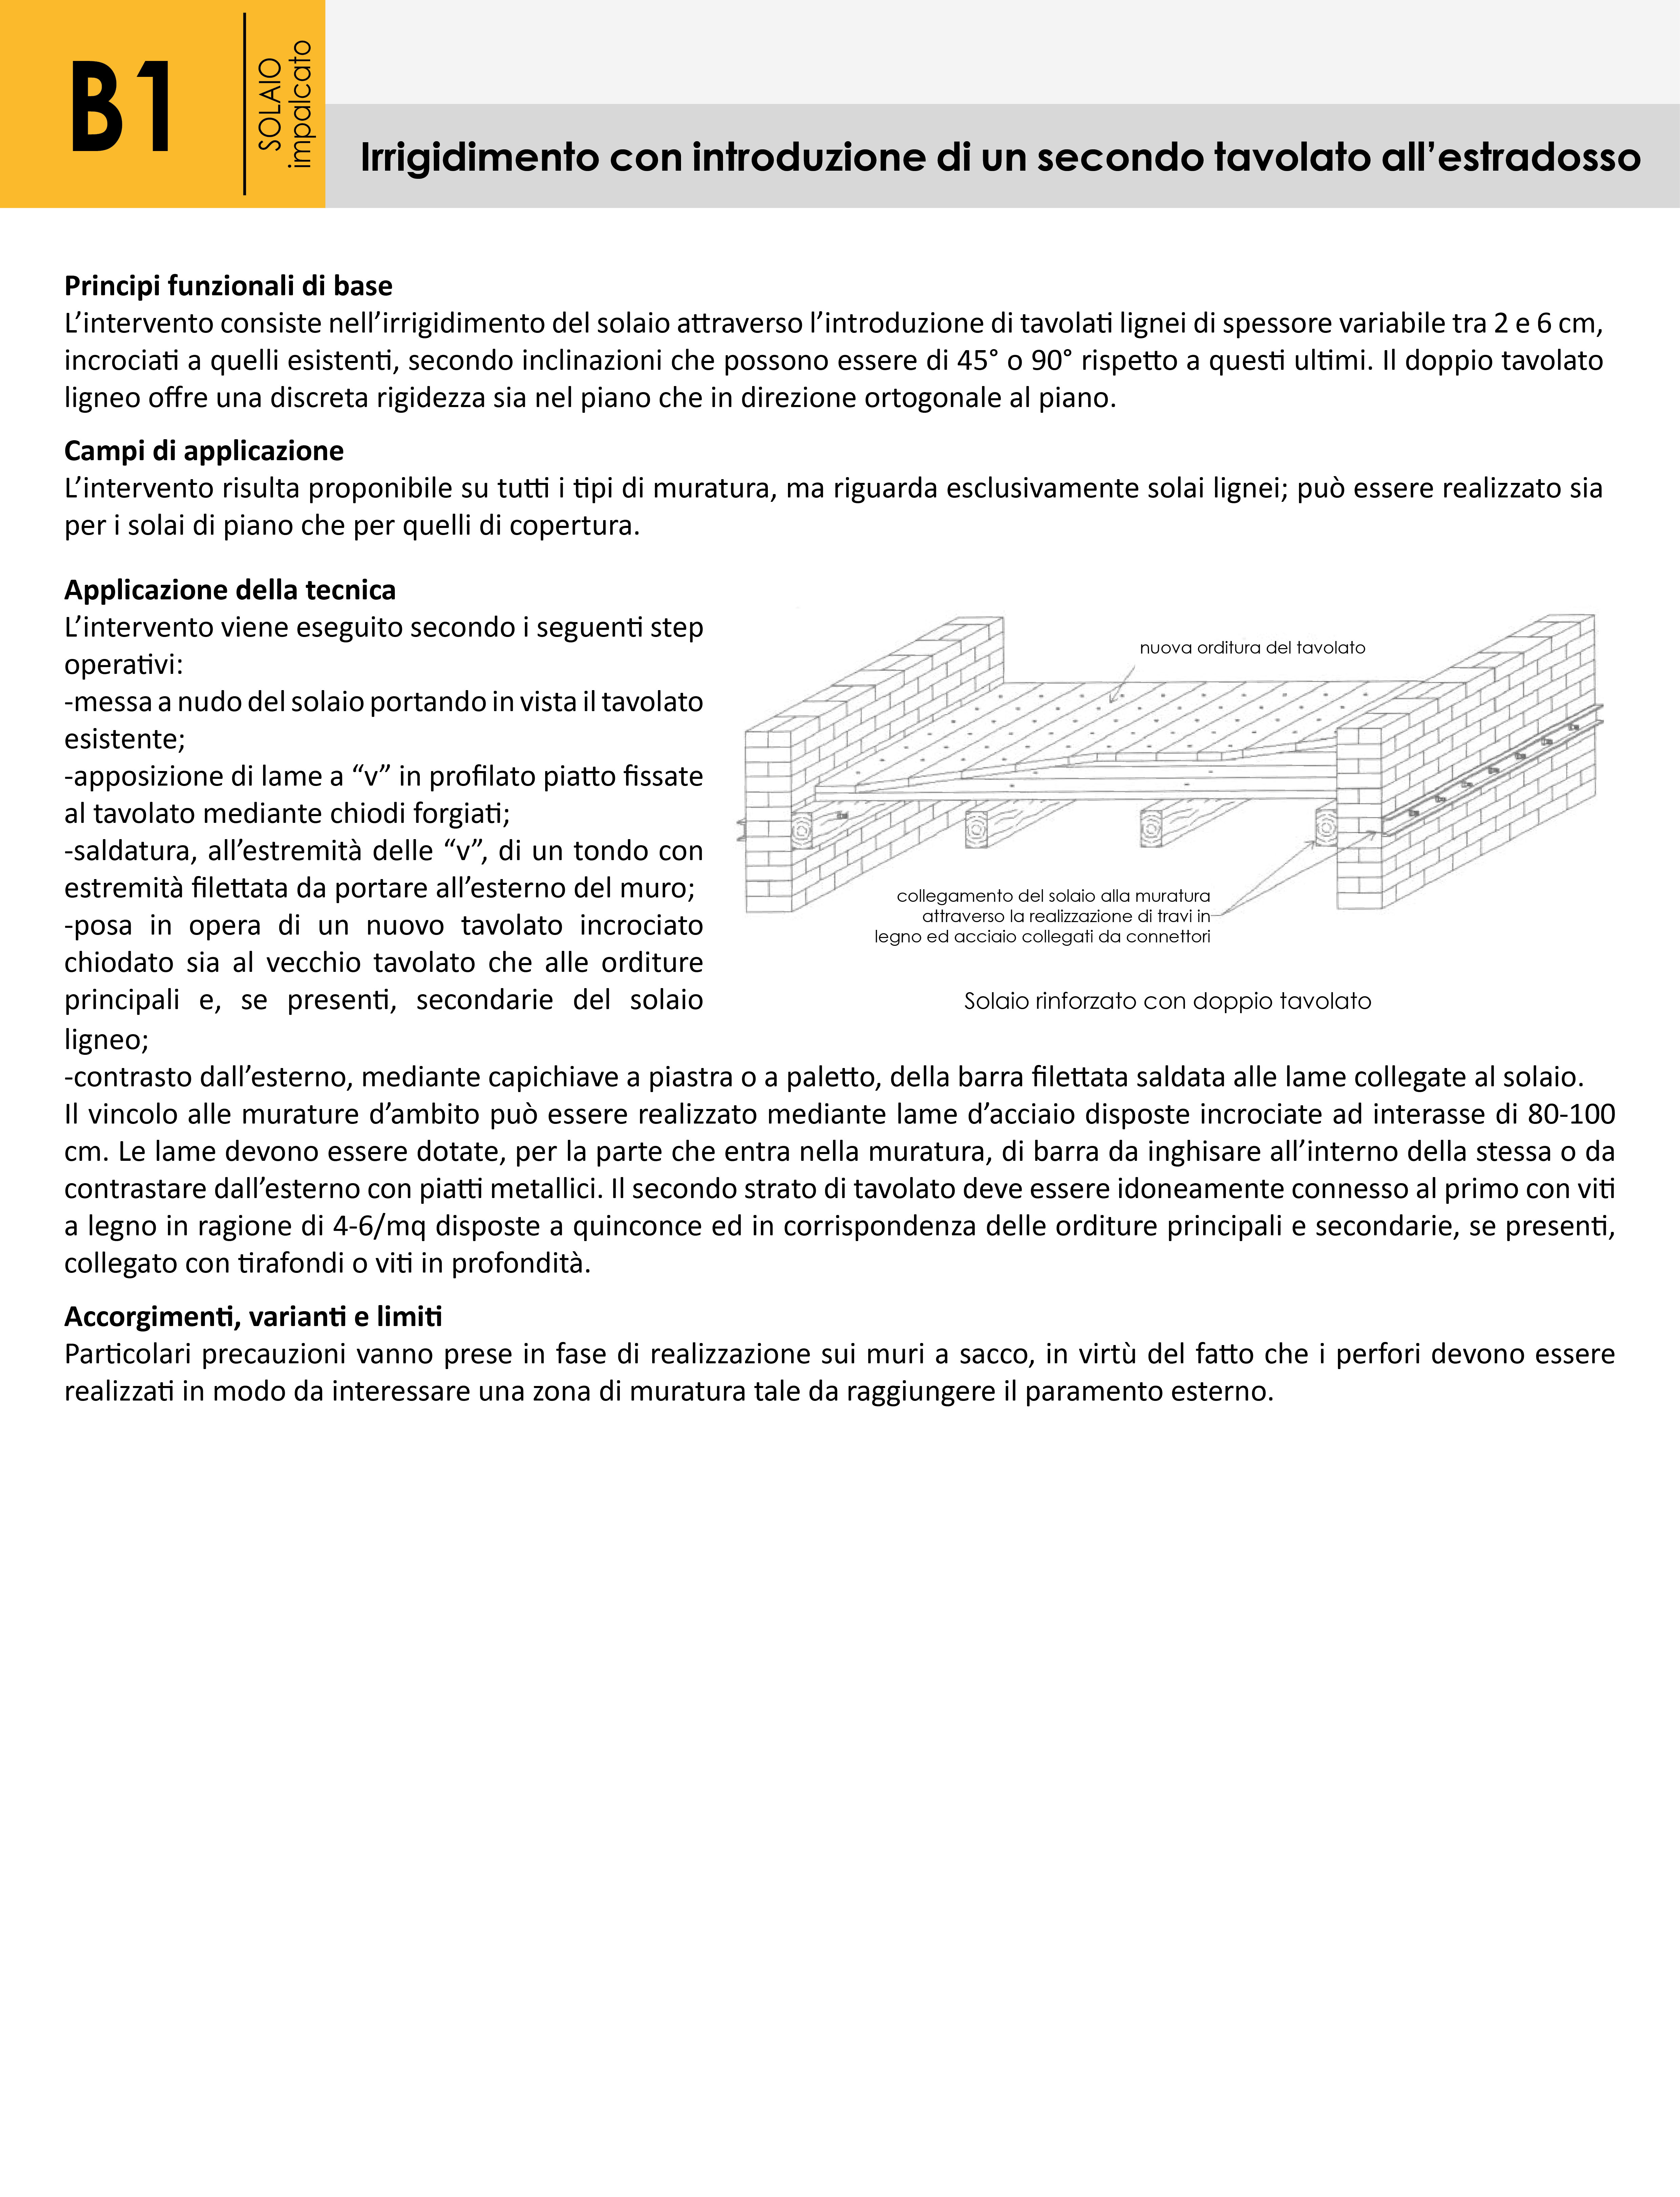 B1
SOLAIO
impalcato
Irrigidimento con introduzione di un secondo tavolato all’estradosso
Principi funzionali di base
L’intervento consiste nell’irrigidimento del solaio attraverso l’introduzione di tavolati lignei di spessore variabile tra 2 e 6 cm,
incrociati a quelli esistenti, secondo inclinazioni che possono essere di 45° o 90° rispetto a questi ultimi. Il doppio tavolato
ligneo offre una discreta rigidezza sia nel piano che in direzione ortogonale al piano.
Campi di applicazione
L’intervento risulta proponibile su tutti i tipi di muratura, ma riguarda esclusivamente solai lignei; può essere realizzato sia
per i solai di piano che per quelli di copertura.
Applicazione della tecnica
L’intervento viene eseguito secondo i seguenti step
operativi:
-messa a nudo del solaio portando in vista il tavolato
esistente;
-apposizione di lame a “v” in profilato piatto fissate
al tavolato mediante chiodi forgiati;
-saldatura, all’estremità delle “v”, di un tondo con
estremità filettata da portare all’esterno del muro;
-posa in opera di un nuovo tavolato incrociato
chiodato sia al vecchio tavolato che alle orditure
principali e, se presenti, secondarie del solaio
ligneo;
nuova orditura del tavolato
collegamento del solaio alla muratura
attraverso la realizzazione di travi in
legno ed acciaio collegati da connettori
Solaio rinforzato con doppio tavolato
-contrasto dall’esterno, mediante capichiave a piastra o a paletto, della barra filettata saldata alle lame collegate al solaio.
Il vincolo alle murature d’ambito può essere realizzato mediante lame d’acciaio disposte incrociate ad interasse di 80-100
cm. Le lame devono essere dotate, per la parte che entra nella muratura, di barra da inghisare all’interno della stessa o da
contrastare dall’esterno con piatti metallici. Il secondo strato di tavolato deve essere idoneamente connesso al primo con viti
a legno in ragione di 4-6/mq disposte a quinconce ed in corrispondenza delle orditure principali e secondarie, se presenti,
collegato con tirafondi o viti in profondità.
Accorgimenti, varianti e limiti
Particolari precauzioni vanno prese in fase di realizzazione sui muri a sacco, in virtù del fatto che i perfori devono essere
realizzati in modo da interessare una zona di muratura tale da raggiungere il paramento esterno.